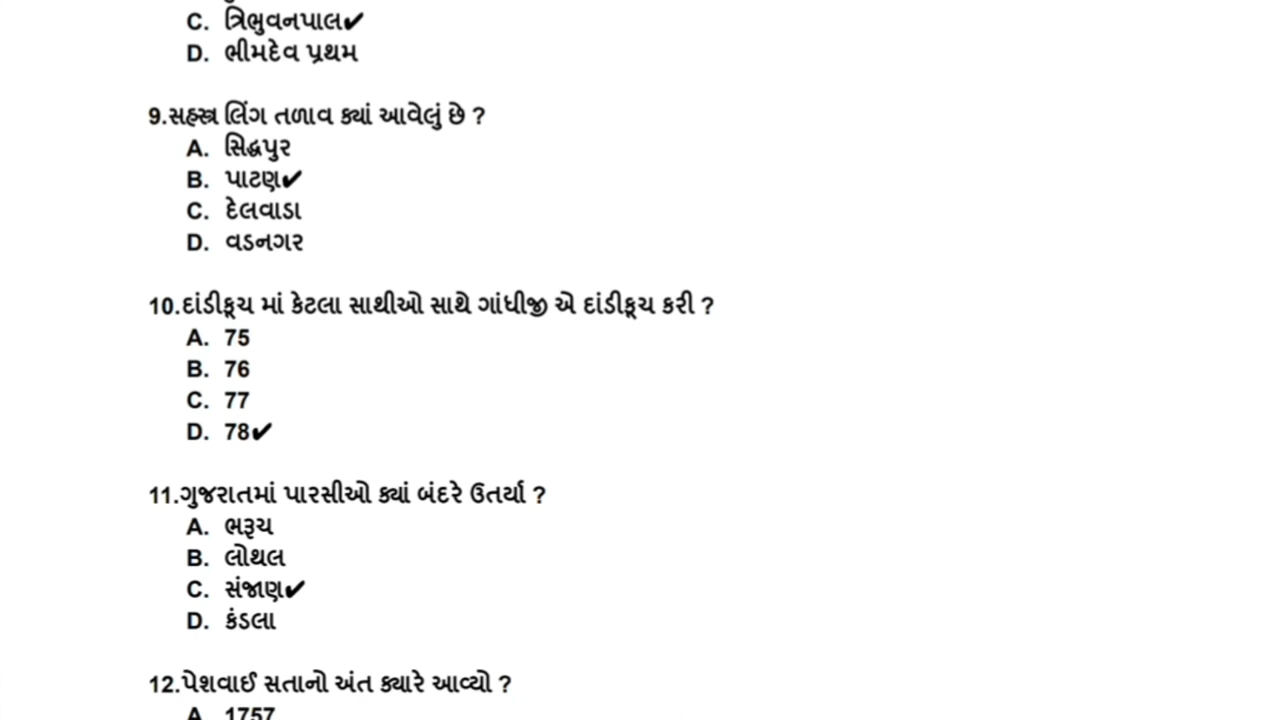 C. ત્રિભુવનપાલ✔
D. ભીમદેવ પ્રથમ
9.સહસ્ત્ર લિંગ તળાવ ક્યાં આવેલું છે ?
A. સિદ્ધપુર
B. પાટણ✔
C. દેલવાડા
D. વડનગર
10.દાંડીકૂચ માં કેટલા સાથીઓ સાથે ગાંધીજી એ દાંડીકૂચ કરી ?
A. 75
B. 76
C. 77
D. 78✔
11.ગુજરાતમાં પારસીઓ ક્યાં બંદરે ઉતર્યા ?
A. ભરૂચ
B. લોથલ
C. સંજાણ✔
D. કંડલા
12.પેશવાઈ સતાનો અંત ક્યારે આવ્યો ?
A. 1757